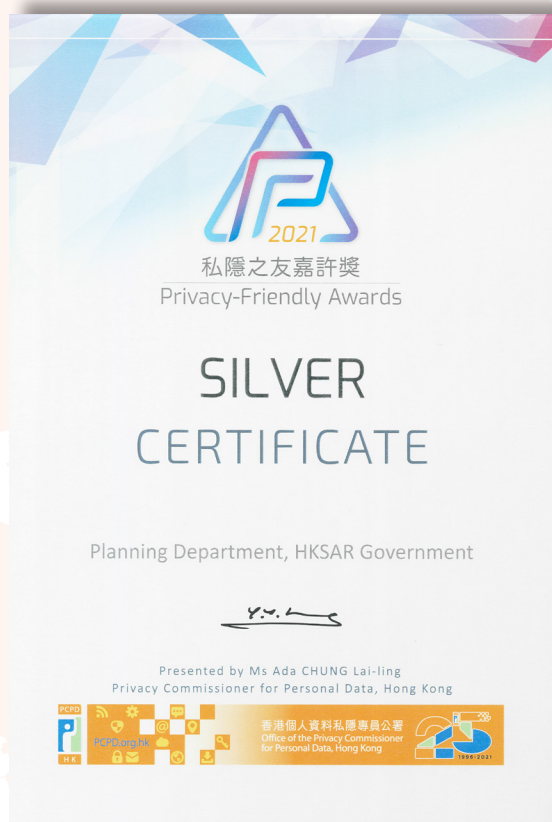 2021
私隱之友嘉許獎
Privacy-Friendly Awards
SILVER
CERTIFICATE
Planning Department, HKSAR Government
Presented by Ms Ada CHUNG Lai-ling
Privacy Commissioner for Personal Data, Hong Kong
PCPD
HK
PCPD.org.hk
香港個人資料私隱專員公署
Office of the Privacy Commissioner
for Personal Data, Hong Kong
25
1996-2021